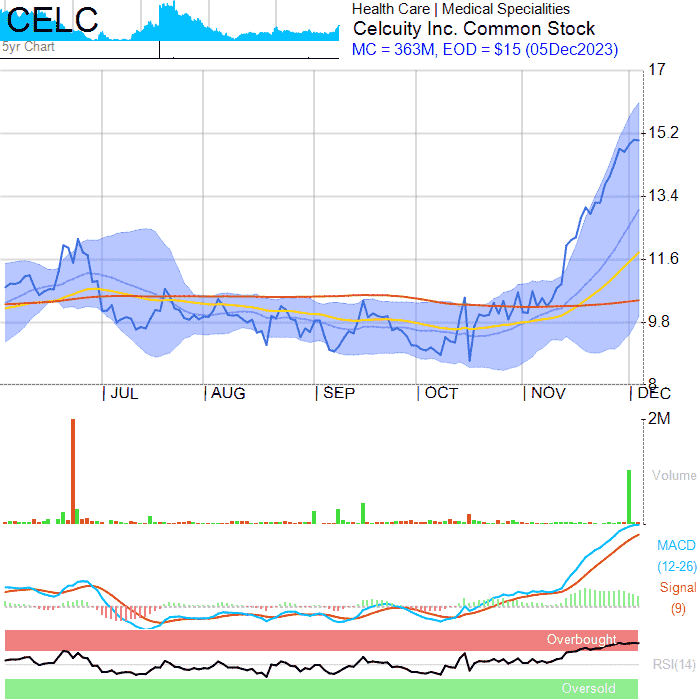 CELC
5yr Chart
Health Care | Medical Specialities
Celcuity Inc. Common Stock
MC = 363M, EOD = $15 (05Dec2023)
17
15.2
13.4
11.6
9.8
8
JUL AUG SEP OCT NOV DEC
2M
Volume
MACD
(12-26)
Signal
(9)
Overbought
RSI(14)
Oversold